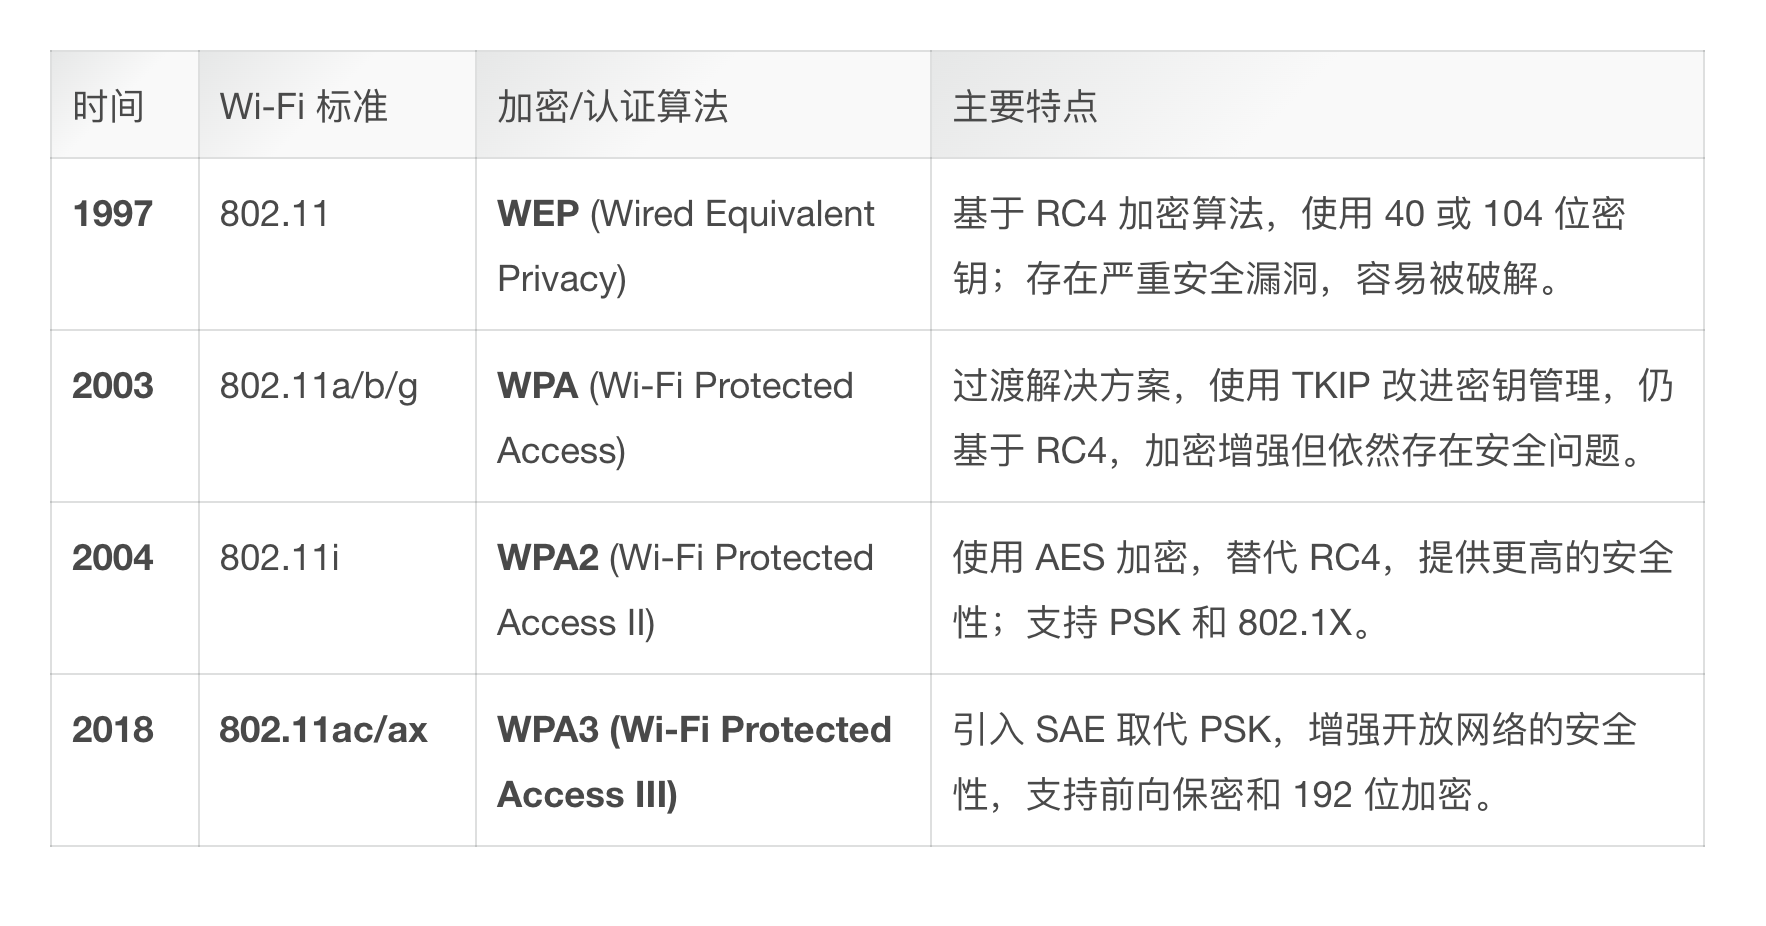 时间
Wi-Fi 标准
加密/认证算法
主要特点
1997
802.11
WEP (Wired Equivalent
Privacy)
基于 RC4 加密算法，使用 40 或 104 位密
钥；存在严重安全漏洞，容易被破解。
2003
802.11a/b/g
WPA (Wi-Fi Protected
Access)
过渡解决方案，使用 TKIP 改进密钥管理，仍
基于 RC4，加密增强但依然存在安全问题。
2004
802.11i
WPA2 (Wi-Fi Protected
Access II)
使用 AES 加密，替代 RC4，提供更高的安全
性；支持 PSK 和 802.1X。
2018
802.11ac/ax
WPA3 (Wi-Fi Protected
Access III)
引入 SAE 取代 PSK，增强开放网络的安全
性，支持前向保密和 192 位加密。